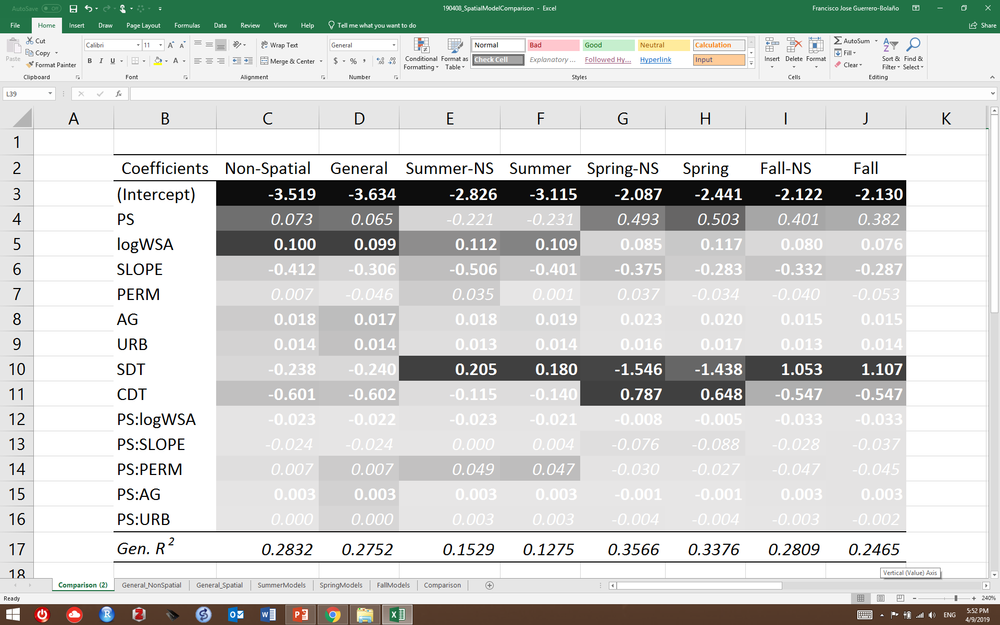 AutoSave Off
190408_SpatialModelComparison - Excel
Francisco Jose Guerrero-Bolaño
File Home Insert Draw Page Layout Formulas Data Review View Help Tell me what you want to do Share
Paste
Cut
Copy
Format Painter
Clipboard
Calibri 11 A A
B I U A
Font
Wrap Text
Merge & Center
Alignment
General
$ % ,
Number
Conditional Formatting
Format as Table
Normal Bad Good Neutral Calculation
Check Cell Explanatory ... Followed Hy... Hyperlink Input
Styles
Insert Delete Format
Cells
AutoSum
Fill
Clear
Sort & Filter
Find & Select
Editing
L39 fx
A B C D E F G H I J K
1
2 Coefficients Non-Spatial General Summer-NS Summer Spring-NS Spring Fall-NS Fall
3 (Intercept) -3.519 -3.634 -2.826 -3.115 -2.087 -2.441 -2.122 -2.130
4 PS 0.073 0.065 -0.221 -0.231 0.493 0.503 0.401 0.382
5 logWSA 0.100 0.099 0.112 0.109 0.085 0.117 0.080 0.076
6 SLOPE -0.412 -0.306 -0.506 -0.401 -0.375 -0.283 -0.332 -0.287
7 PERM 0.007 -0.046 0.035 0.001 0.037 -0.034 -0.040 -0.053
8 AG 0.018 0.017 0.018 0.019 0.023 0.020 0.015 0.015
9 URB 0.014 0.014 0.013 0.014 0.016 0.017 0.013 0.014
10 SDT -0.238 -0.240 0.205 0.180 -1.546 -1.438 1.053 1.107
11 CDT -0.601 -0.602 -0.115 -0.140 0.787 0.648 -0.547 -0.547
12 PS:logWSA -0.023 -0.022 -0.023 -0.021 -0.008 -0.005 -0.033 -0.033
13 PS:SLOPE -0.024 -0.024 0.000 0.004 -0.076 -0.088 -0.028 -0.037
14 PS:PERM 0.007 0.007 0.049 0.047 -0.030 -0.027 -0.047 -0.045
15 PS:AG 0.003 0.003 0.003 0.003 -0.001 -0.001 0.003 0.003
16 PS:URB 0.000 0.000 0.003 0.003 -0.004 -0.004 -0.003 -0.002
17 Gen. R 2 0.2832 0.2752 0.1529 0.1275 0.3566 0.3376 0.2809 0.2465
18
Vertical (Value) Axis
Comparison (2) General_NonSpatial General_Spatial SummerModels SpringModels FallModels Comparison
Ready 240%
ENG
5:52 PM
4/9/2019